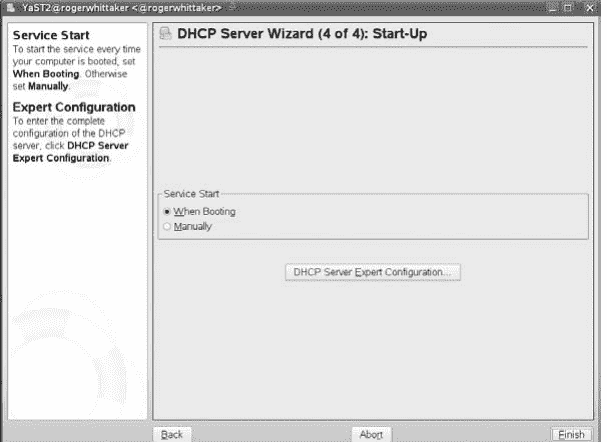 YaST2@rogerwhittaker <@rogerwhittaker>
Service Start
To start the service every time
your computer is booted, set
When Booting. Otherwise
set Manually.
Expert Configuration
To enter the complete
configuration of the DHCP
server, click DHCP Server
Expert Configuration.
DHCP Server Wizard (4 of 4): Start-Up
Service Start
When Booting
Manually
DHCP Server Expert Configuration...
Back
Abort
Finish